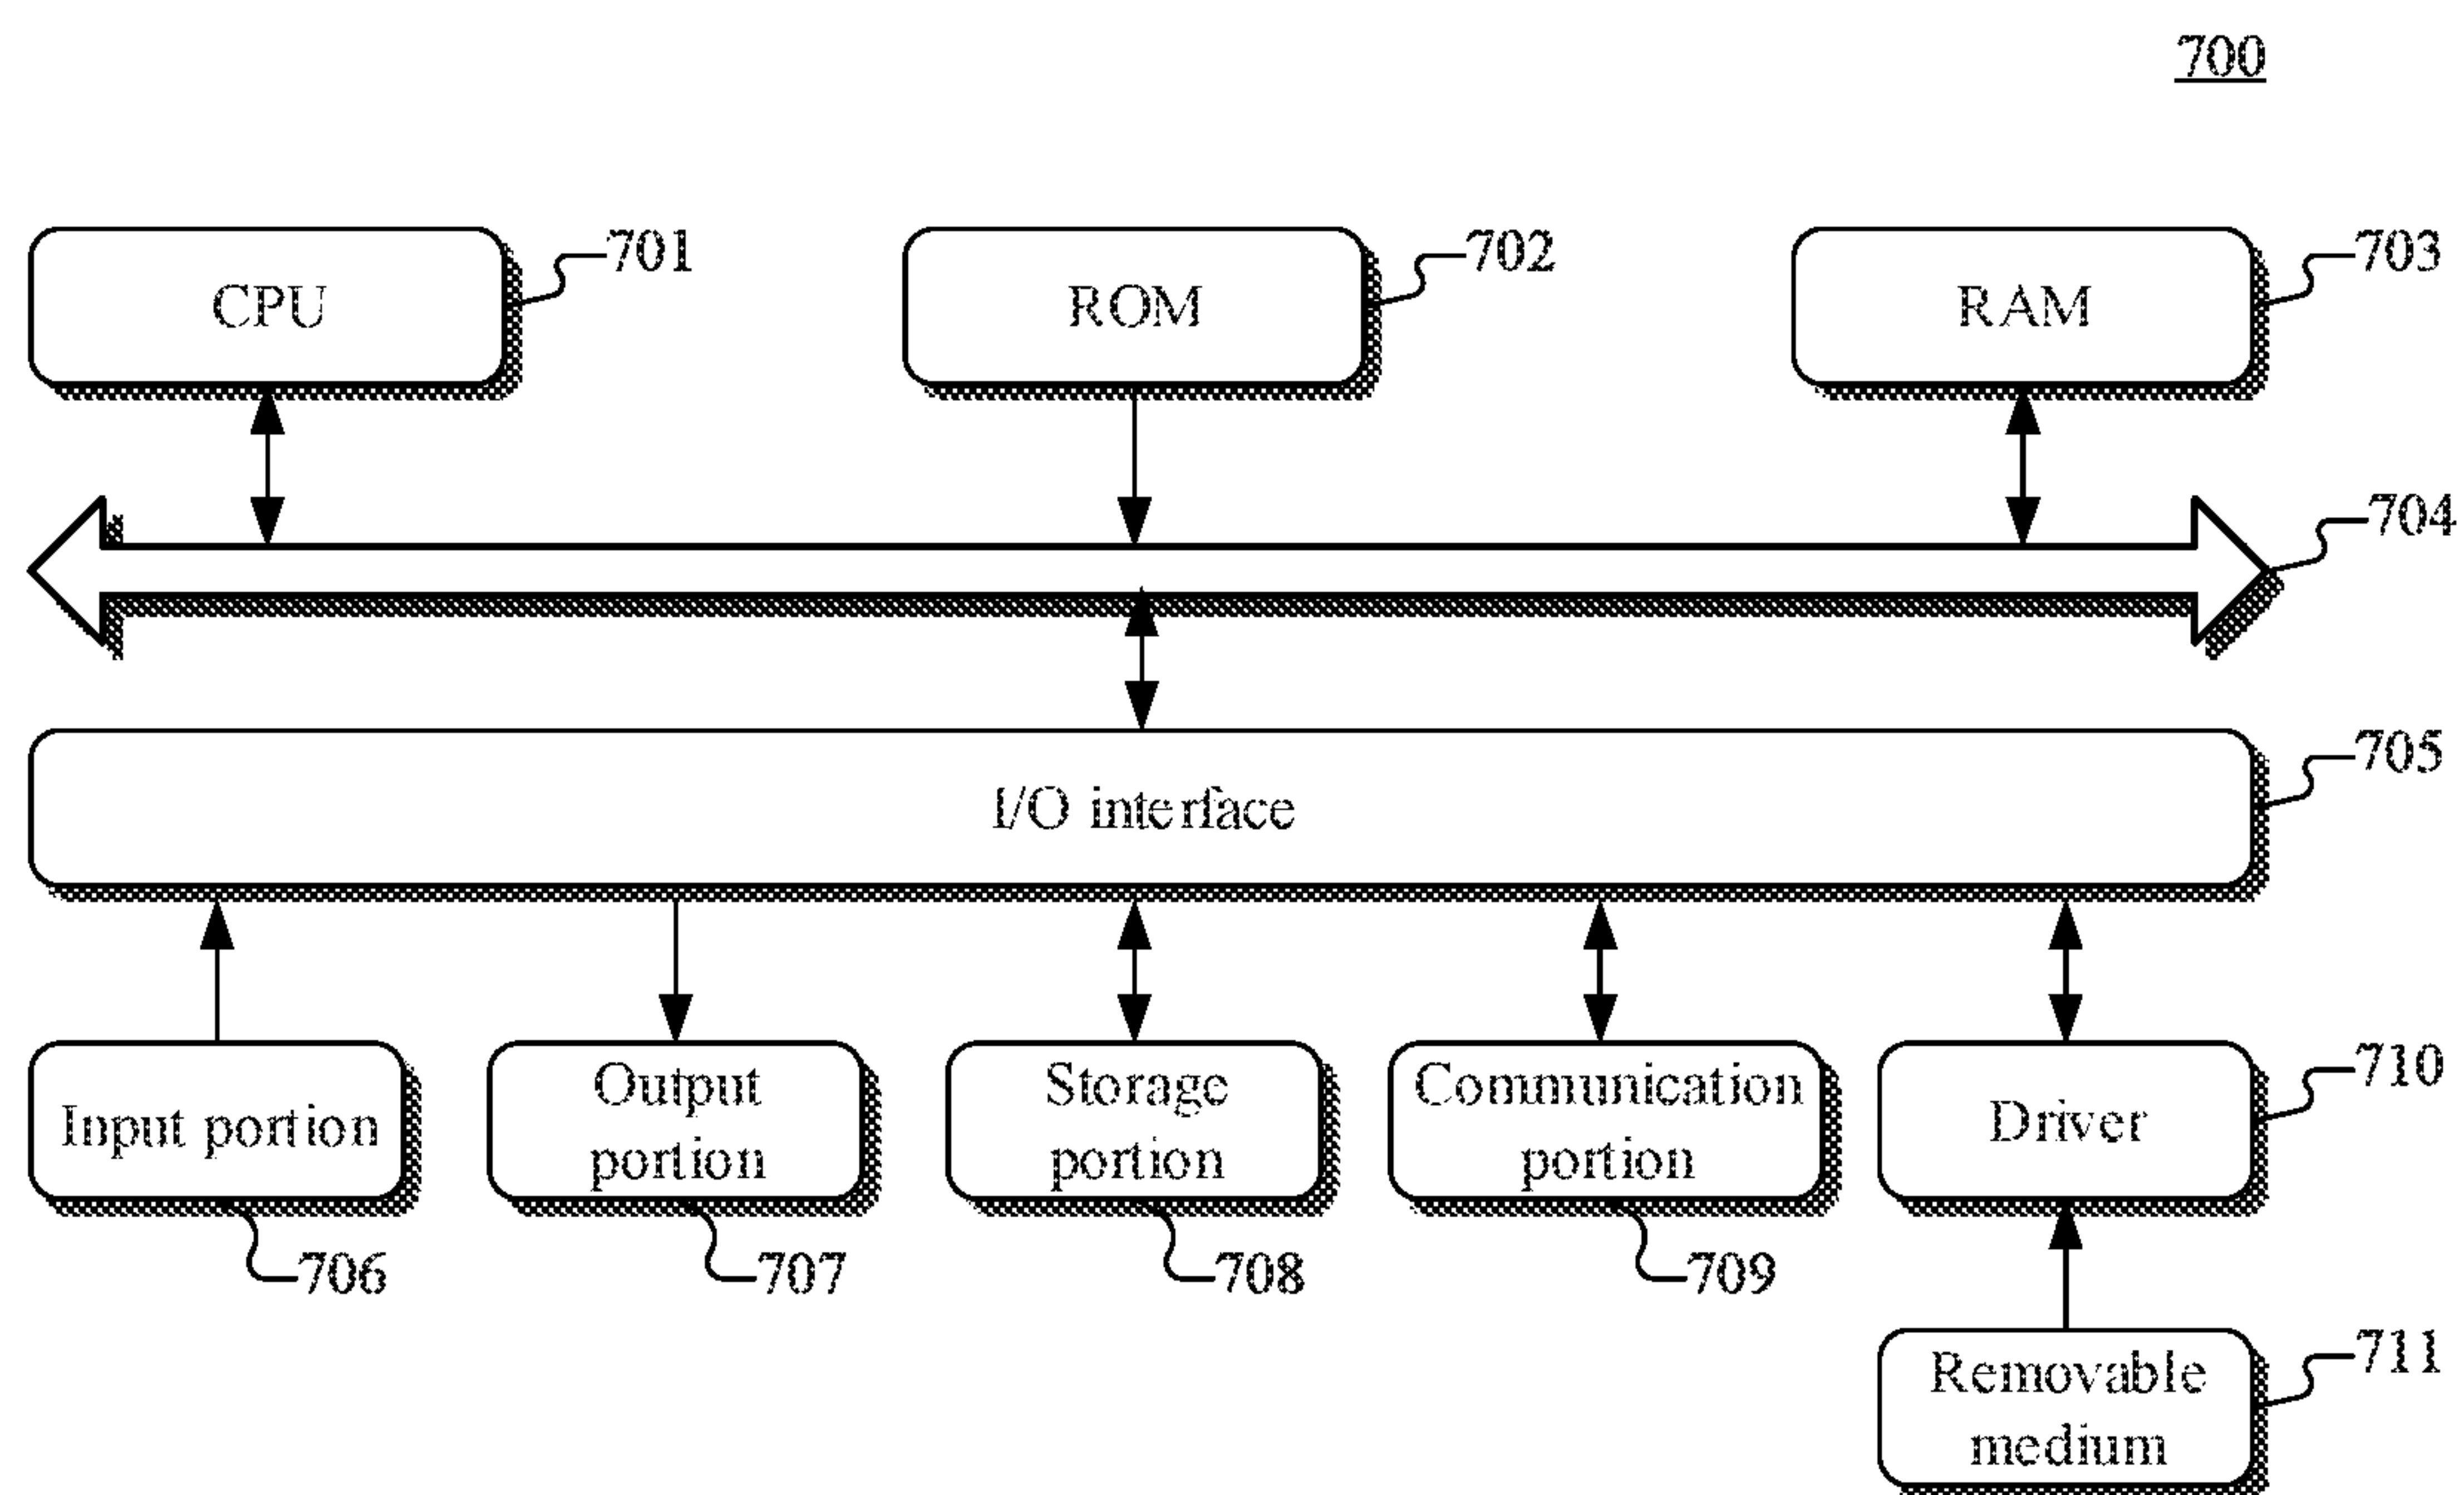 700
CPU
701
ROM
702
RAM
703
704
I/O interface
705
Input portion
706
Output
portion
707
Storage
portion
708
Communication
portion
709
Driver
710
Removable
medium
711